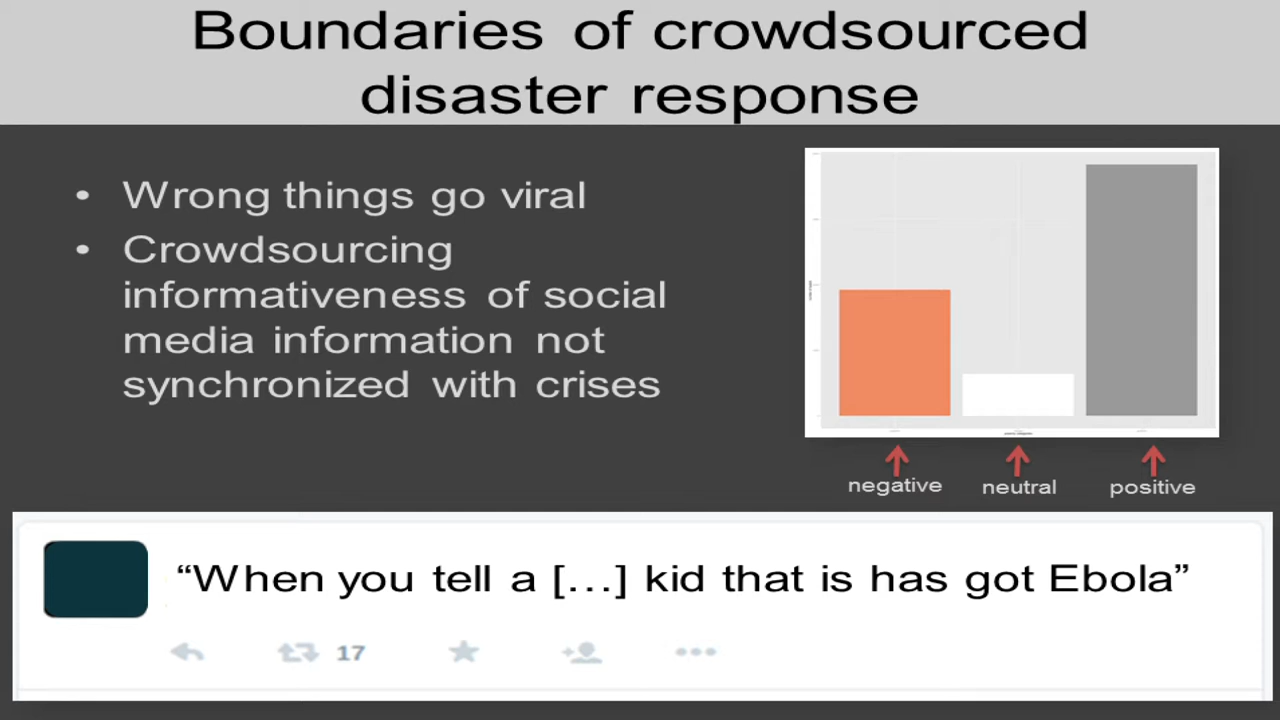 Boundaries of crowdsourced
disaster response
• Wrong things go viral
• Crowdsourcing
informativeness of social
media information not
synchronized with crises
negative neutral positive
“When you tell a [...] kid that is has got Ebola”
17